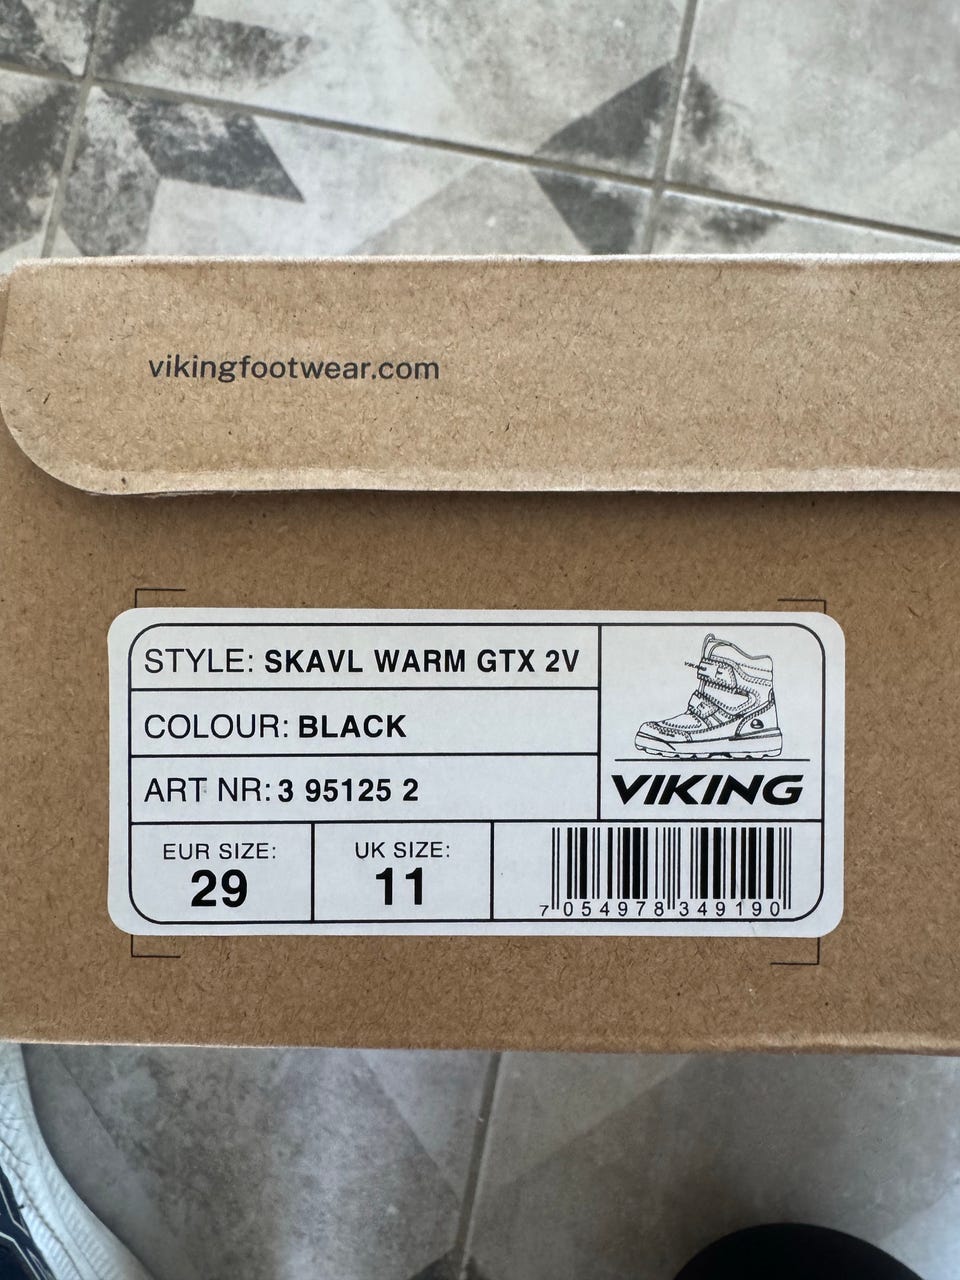 vikingfootwear.com
STYLE: SKAVL WARM GTX 2V
COLOUR: BLACK
ART NR: 3 95125 2
VIKING
EUR SIZE:
29
UK SIZE:
11
7 054978 349190